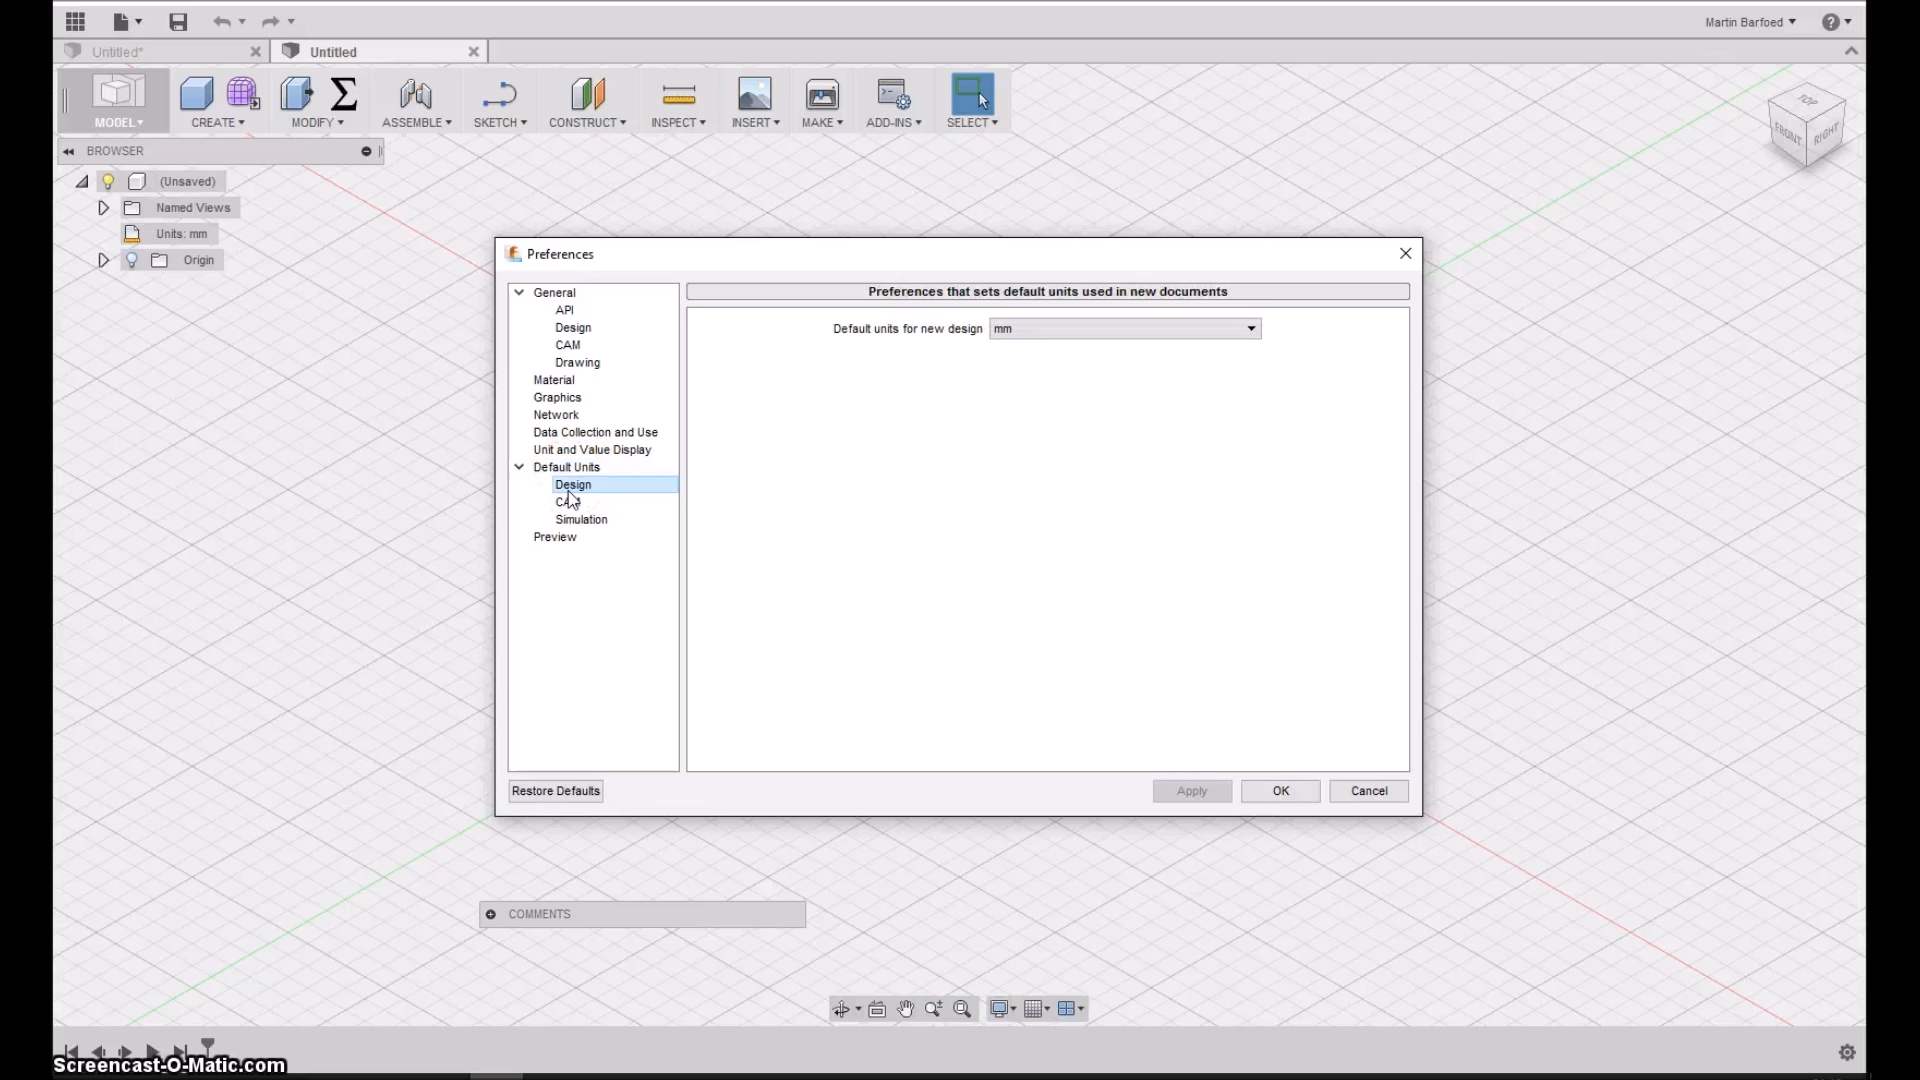 Martin Barfoed
?
Untitled*
Untitled
MODEL
CREATE
MODIFY
ASSEMBLE
SKETCH
CONSTRUCT
INSPECT
INSERT
MAKE
ADD-INS
SELECT
TOP
FRONT
RIGHT
BROWSER
(Unsaved)
Named Views
Units: mm
Origin
Preferences
General
API
Design
CAM
Drawing
Material
Graphics
Network
Data Collection and Use
Unit and Value Display
Default Units
Design
CAM
Simulation
Preview
Preferences that sets default units used in new documents
Default units for new design mm
Restore Defaults
Apply
OK
Cancel
COMMENTS
Screencast-O-Matic.com